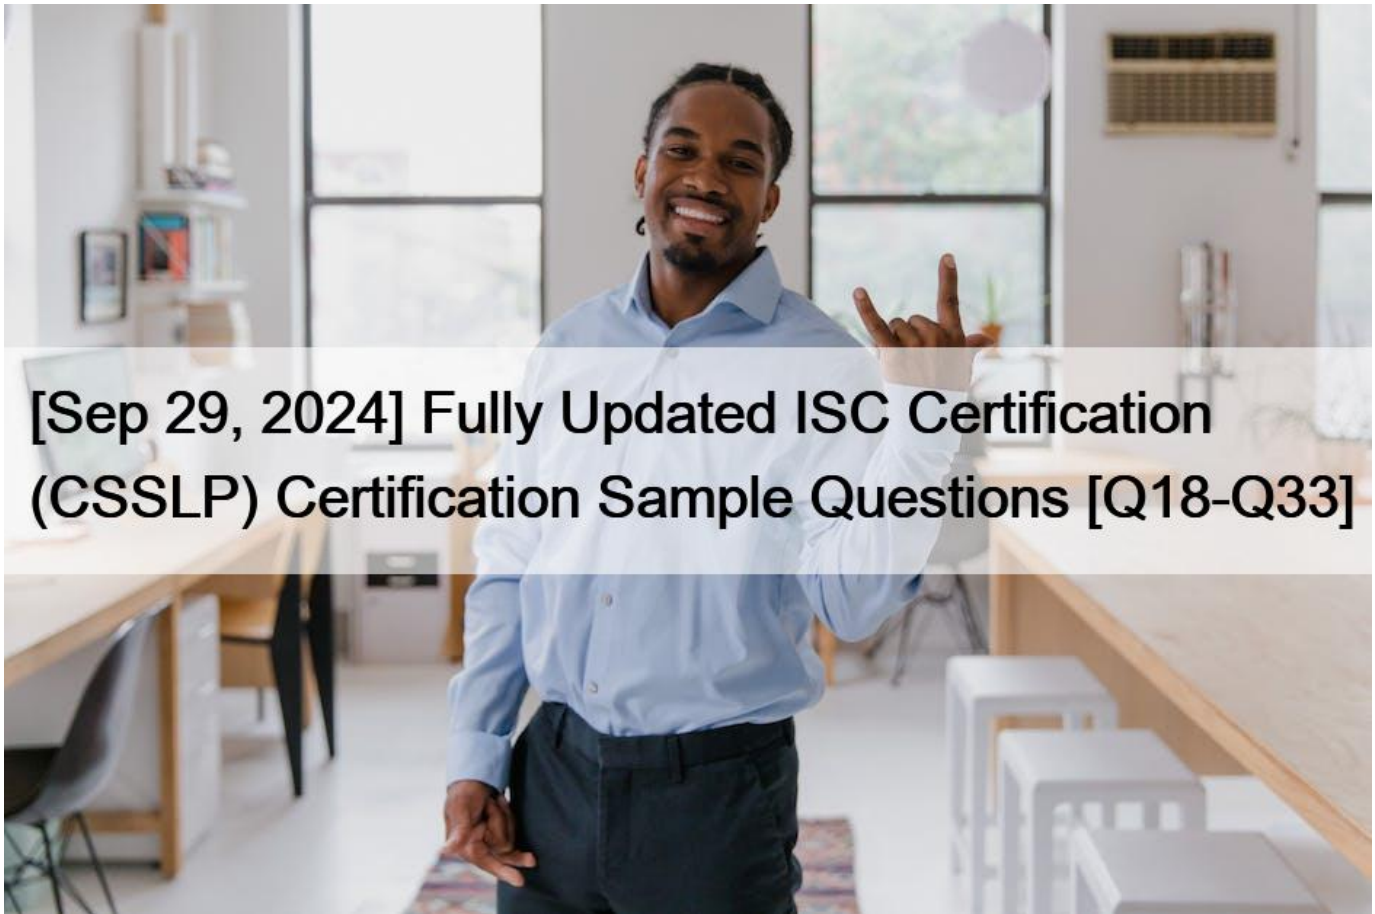 [Sep 29, 2024] Fully Updated ISC Certification
(CSSLP) Certification Sample Questions [Q18-Q33]